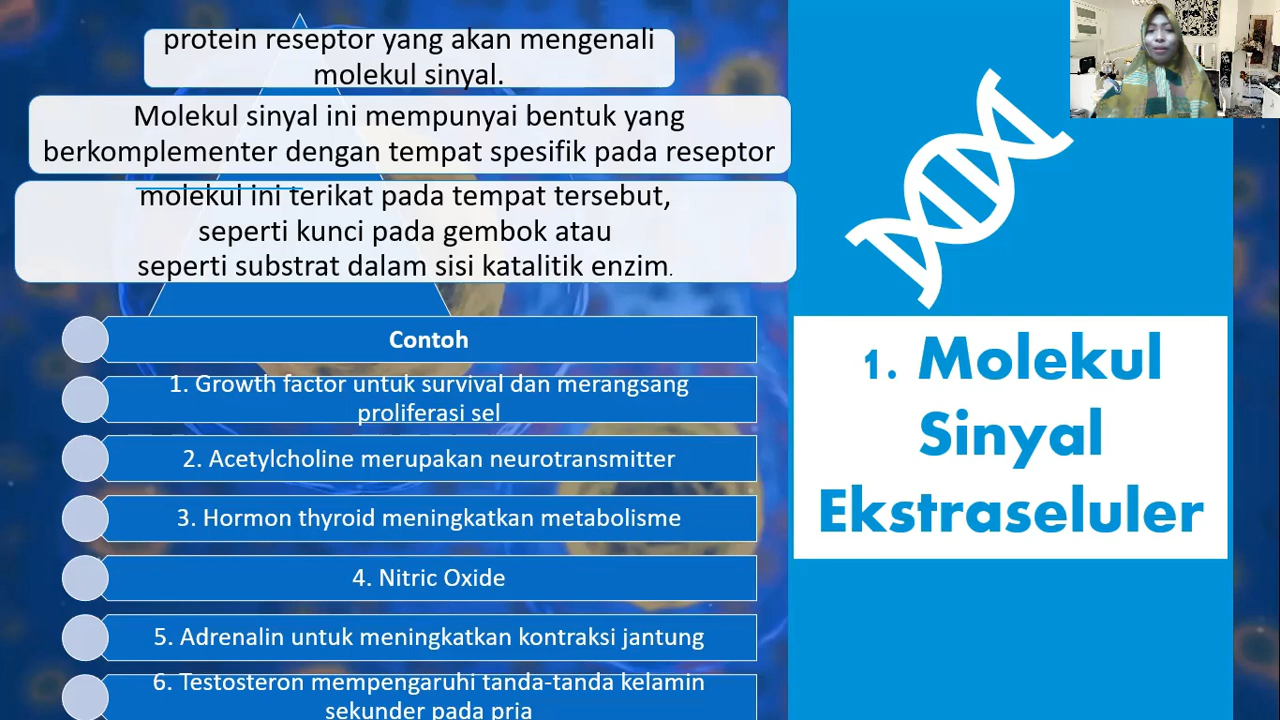 protein reseptor yang akan mengenali
molekul sinyal.
Molekul sinyal ini mempunyai bentuk yang
berkomplementer dengan tempat spesifik pada reseptor
molekul ini terikat pada tempat tersebut,
seperti kunci pada gembok atau
seperti substrat dalam sisi katalitik enzim.
Contoh
1. Growth factor untuk survival dan merangsang
proliferasi sel
2. Acetylcholine merupakan neurotransmitter
3. Hormon thyroid meningkatkan metabolisme
4. Nitric Oxide
5. Adrenalin untuk meningkatkan kontraksi jantung
6. Testosteron mempengaruhi tanda-tanda kelamin
sekunder pada pria
1. Molekul
Sinyal
Ekstraseluler